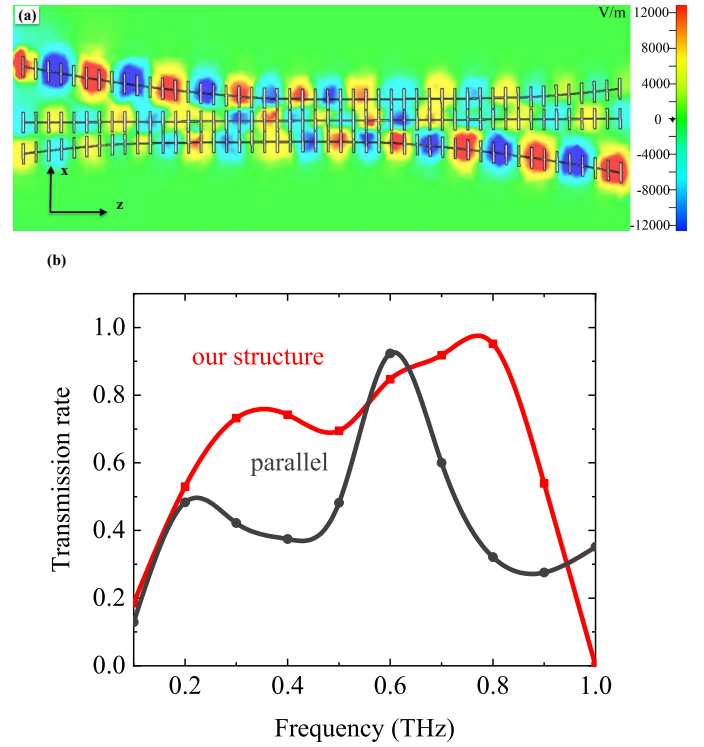 (a)
V/m
12000
8000
4000
0
-4000
-8000
-12000
x
z
(b)
1.0
0.8
0.6
0.4
0.2
0.0
our structure
parallel
Transmission rate
0.2 0.4 0.6 0.8 1.0
Frequency (THz)